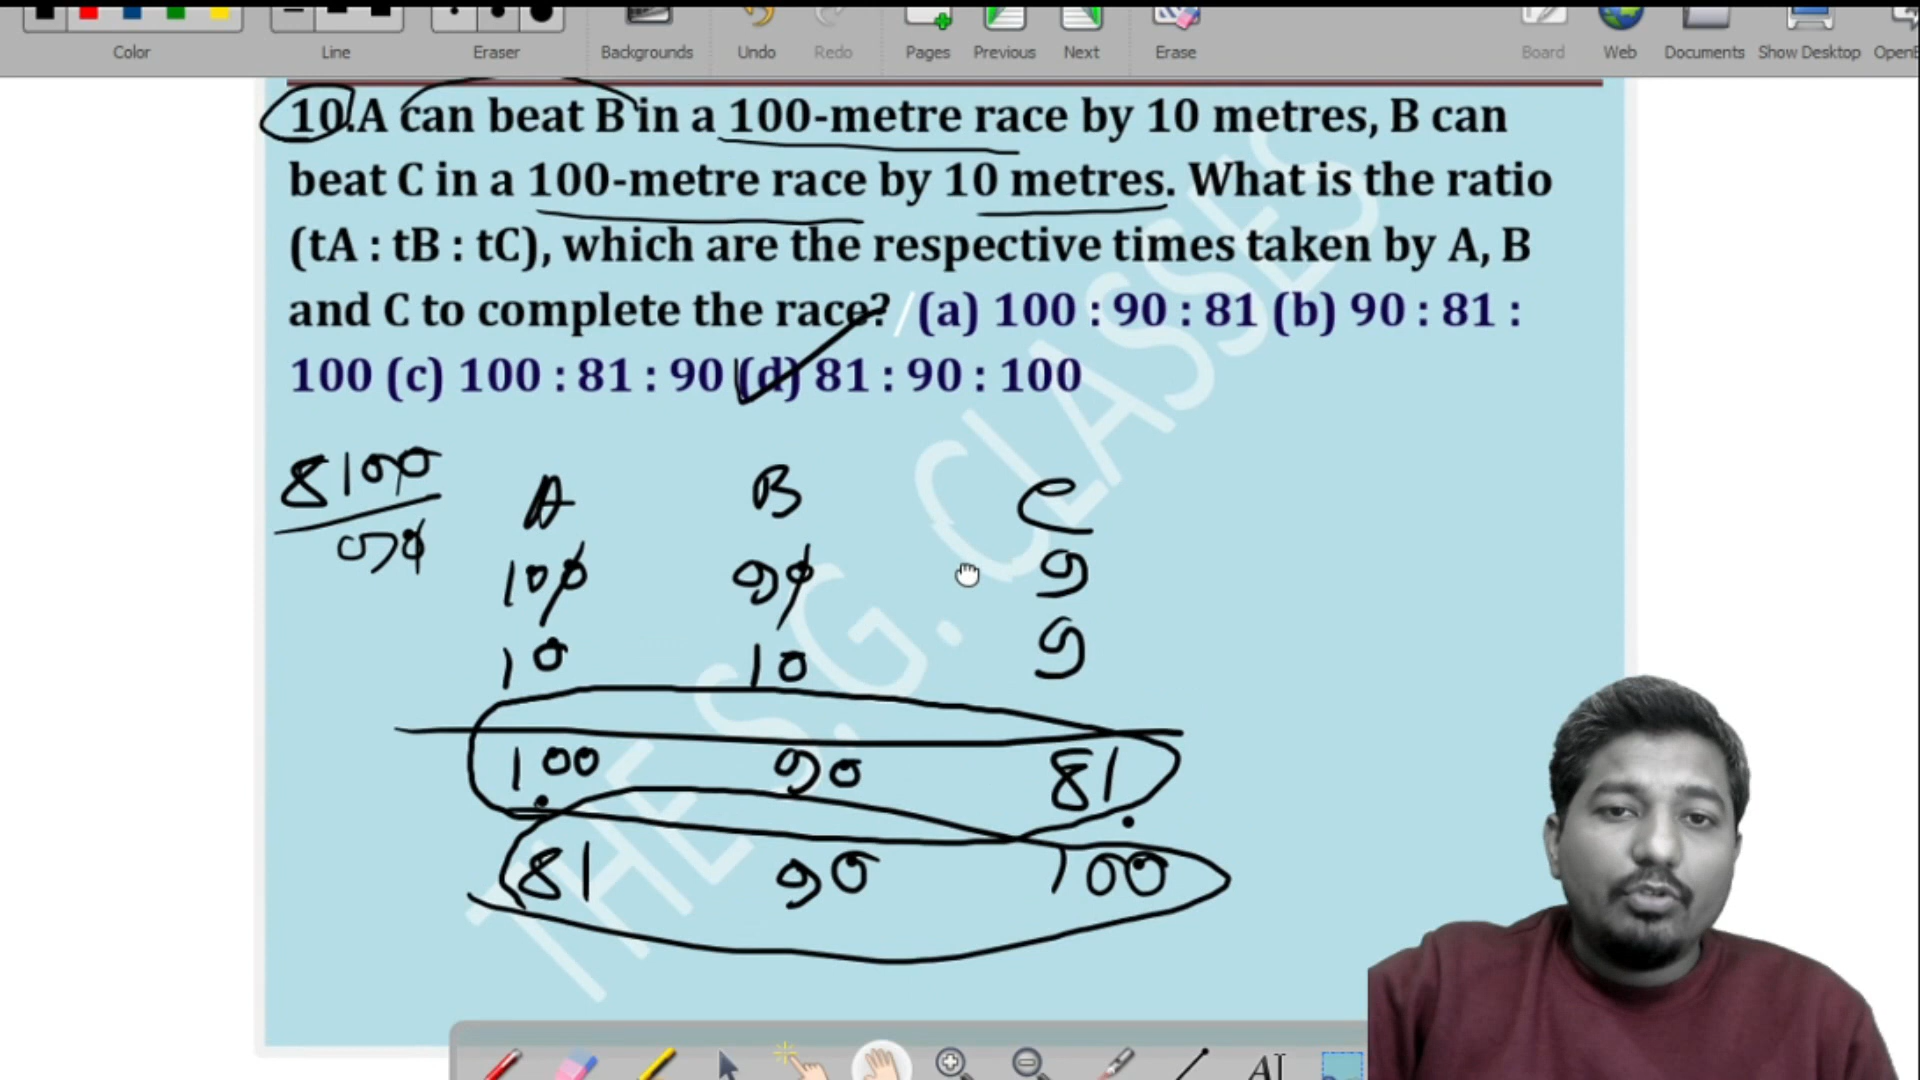 Color Line Eraser Backgrounds Undo Redo Pages Previous Next Erase Board Web Documents Show Desktop
10.A can beat B in a 100-metre race by 10 metres, B can
beat C in a 100-metre race by 10 metres. What is the ratio
(tA : tB : tC), which are the respective times taken by A, B
and C to complete the race? (a) 100 : 90 : 81 (b) 90 : 81 :
100 (c) 100 : 81 : 90 (d) 81 : 90 : 100
8100
90
A B C
100 90 9
10 10 9
100 90 81
81 90 100
THE S.G. CLASSES
AI